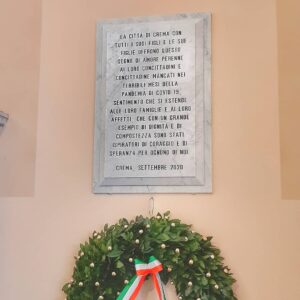 LA CITTÀ DI CREMA CON
TUTTI I SUOI FIGLI E LE SUE
FIGLIE OFFRONO QUESTO
SEGNO DI AMORE PERENNE
AI LORO CONCITTADINI E
CONCITTADINE MANCATI NEI
TERRIBILI MESI DELLA
PANDEMIA DI COVID 19,
SENTIMENTO CHE SI ESTENDE
ALLE LORO FAMIGLIE E AI LORO
AFFETTI CHE CON UN GRANDE
ESEMPIO DI DIGNITÀ E DI
COMPOSTEZZA SONO STATI
ISPIRATORI DI CORAGGIO E DI
SPERANZA PER OGNUNO DI NOI.
CREMA, SETTEMBRE 2020